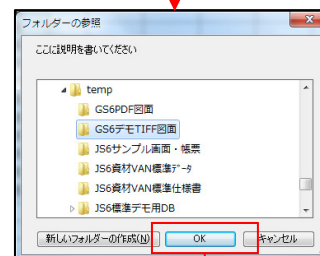 フォルダーの参照
ここに説明を書いてください
temp
GS6PDF図面
GS6デモTIFF図面
JS6サンプル画面・帳票
JS6資材VAN標準ﾃﾞｰﾀ
JS6資材VAN標準仕様書
JS6標準デモ用DB
新しいフォルダーの作成(N)
OK
キャンセル